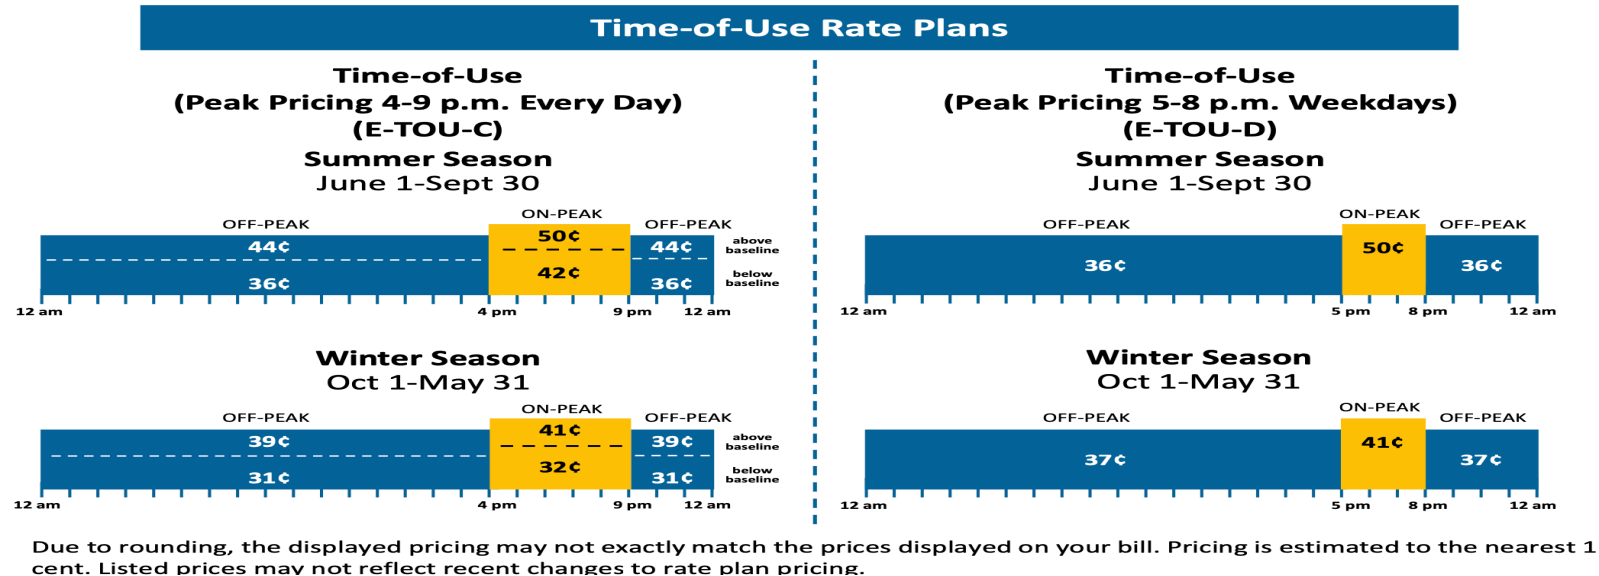 Time-of-Use Rate Plans
Time-of-Use
(Peak Pricing 4-9 p.m. Every Day)
(E-TOU-C)
Summer Season
June 1-Sept 30
OFF-PEAK ON-PEAK OFF-PEAK
44¢ 50¢ 44¢ above baseline
36¢ 42¢ 36¢ below baseline
12 am 4 pm 9 pm 12 am
Winter Season
Oct 1-May 31
OFF-PEAK ON-PEAK OFF-PEAK
39¢ 41¢ 39¢ above baseline
31¢ 32¢ 31¢ below baseline
12 am 4 pm 9 pm 12 am
Time-of-Use
(Peak Pricing 5-8 p.m. Weekdays)
(E-TOU-D)
Summer Season
June 1-Sept 30
OFF-PEAK ON-PEAK OFF-PEAK
36¢ 50¢ 36¢
12 am 5 pm 8 pm 12 am
Winter Season
Oct 1-May 31
OFF-PEAK ON-PEAK OFF-PEAK
37¢ 41¢ 37¢
12 am 5 pm 8 pm 12 am
Due to rounding, the displayed pricing may not exactly match the prices displayed on your bill. Pricing is estimated to the nearest 1
cent. Listed prices may not reflect recent changes to rate plan pricing.